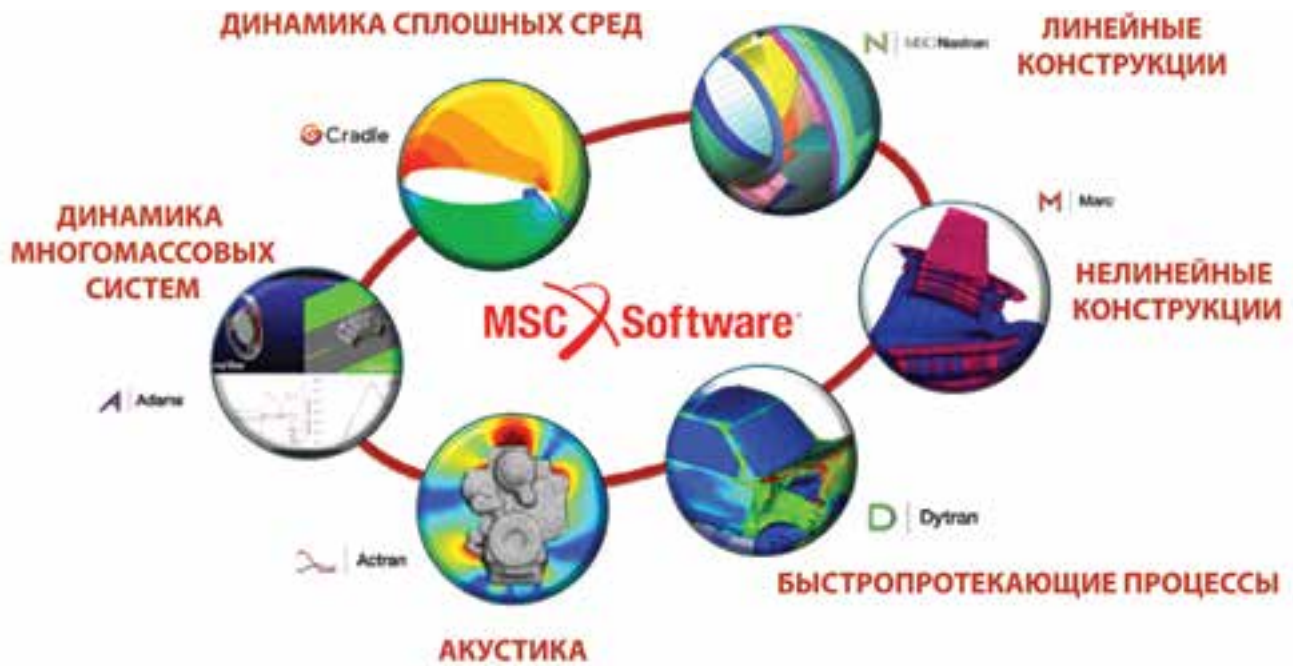 ДИНАМИКА СПЛОШНЫХ СРЕД
MSC Nastran
ЛИНЕЙНЫЕ
КОНСТРУКЦИИ
Cradle
Marc
ДИНАМИКА
МНОГОМАССОВЫХ
СИСТЕМ
НЕЛИНЕЙНЫЕ
КОНСТРУКЦИИ
MSC Software
Adams
Dytran
Actran
БЫСТРОПРОТЕКАЮЩИЕ ПРОЦЕССЫ
АКУСТИКА